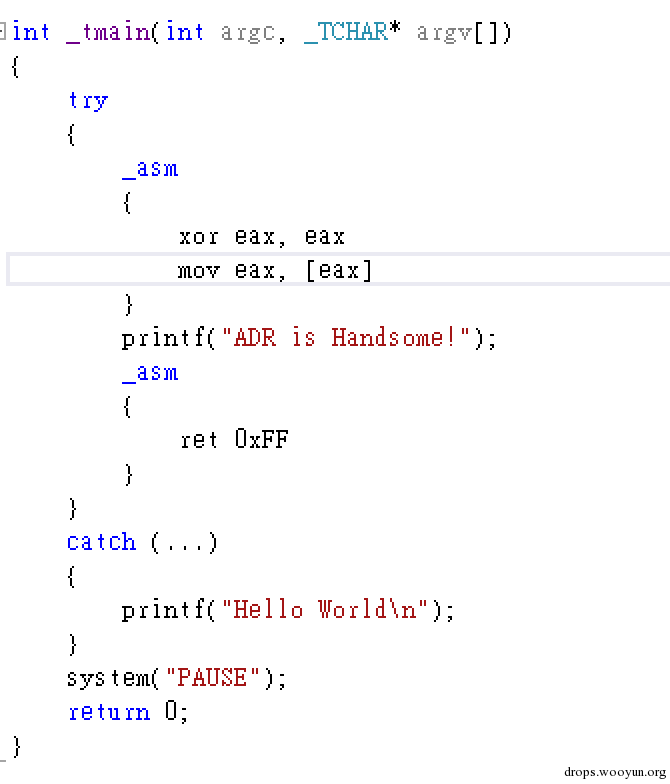 int _tmain(int argc, _TCHAR* argv[])
{
    try
    {
        _asm
        {
            xor eax, eax
            mov eax, [eax]
        }
        printf("ADR is Handsome!");
        _asm
        {
            ret 0xFF
        }
    }
    catch (...)
    {
        printf("Hello World\n");
    }
    system("PAUSE");
    return 0;
}
drops.wooyun.org